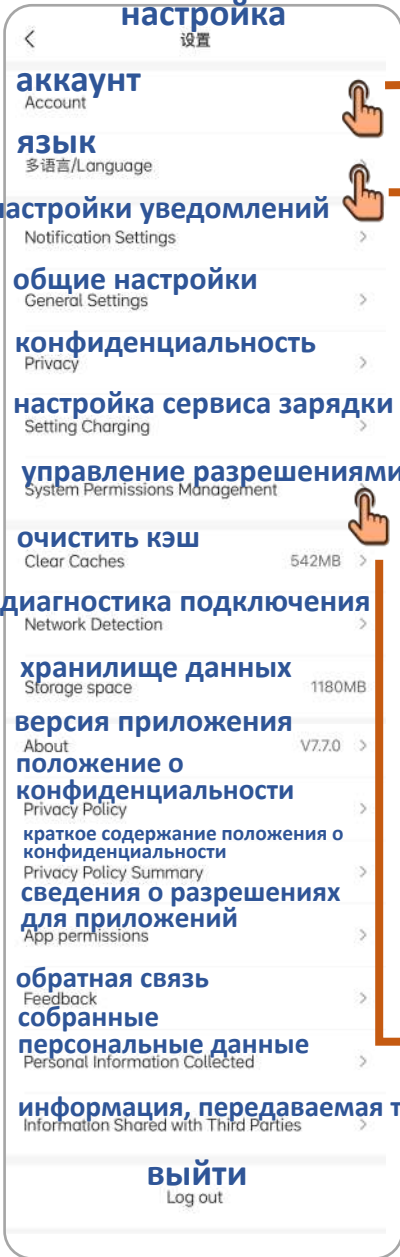 настройка
设置
аккаунт
Account
язык
多语言/Language
настройки уведомлений
Notification Settings
общие настройки
General Settings
конфиденциальность
Privacy
настройка сервиса зарядки
Setting Charging
управление разрешениями
System Permissions Management
очистить кэш
Clear Caches 542MB
диагностика подключения
Network Detection
хранилище данных
Storage space 1180MB
версия приложения
About V7.7.0
положение о
конфиденциальности
Privacy Policy
краткое содержание положения о
конфиденциальности
Privacy Policy Summary
сведения о разрешениях
для приложений
App permissions
обратная связь
Feedback
собранные
персональные данные
Personal Information Collected
информация, передаваемая т
Information Shared with Third Parties
выйти
Log out